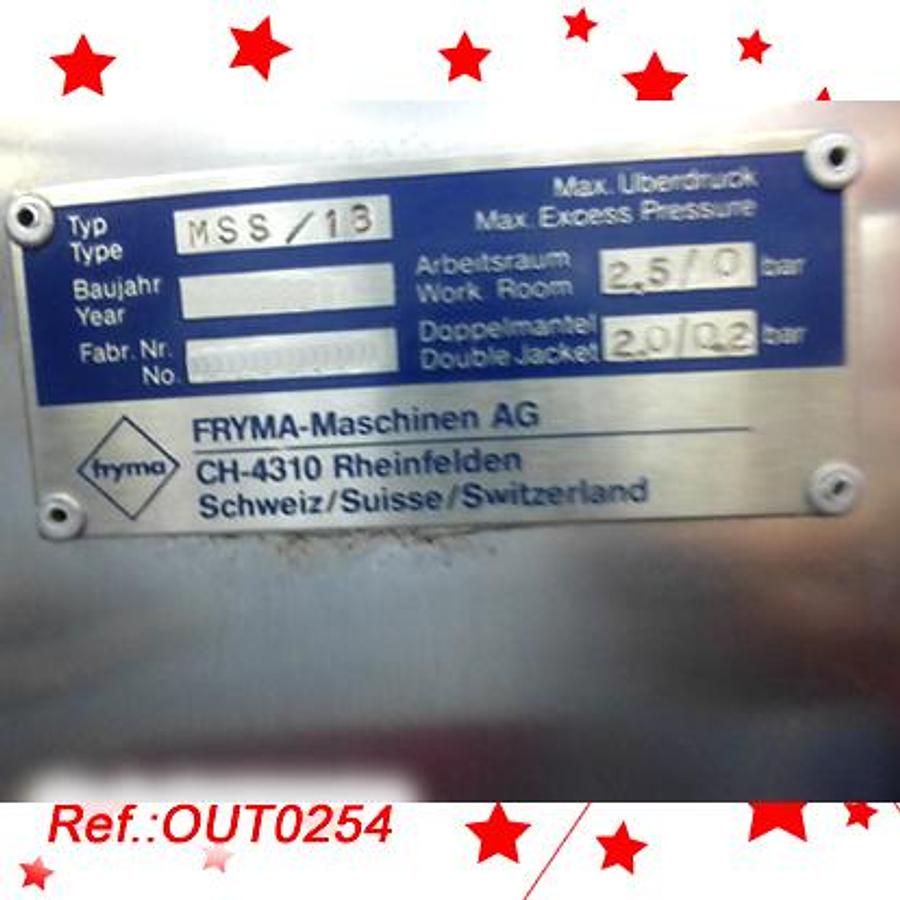 Typ
Type
MSS/18
Baujahr
Year
Fabr. Nr.
No.
Max. Überdruck
Max. Excess Pressure
Arbeitsraum
Work Room
2.5/0 bar
Doppelmantel
Double Jacket
2.0/0.2 bar
fryma
FRYMA-Maschinen AG
CH-4310 Rheinfelden
Schweiz/Suisse/Switzerland
Ref.:OUT0254